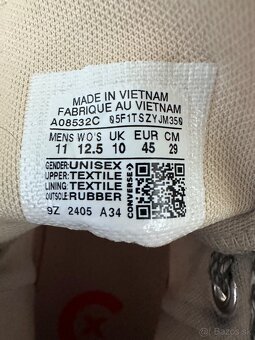 MADE IN VIETNAM
FABRIQUE AU VIETNAM
A08532C 05F1TSZYJM350
MENS WO'S UK EUR CM
11 12.5 10 45 29
GENDER: UNISEX
UPPER: TEXTILE
LINING: TEXTILE
OUTSOLE: RUBBER
CONVERSE
9Z 2405 A34